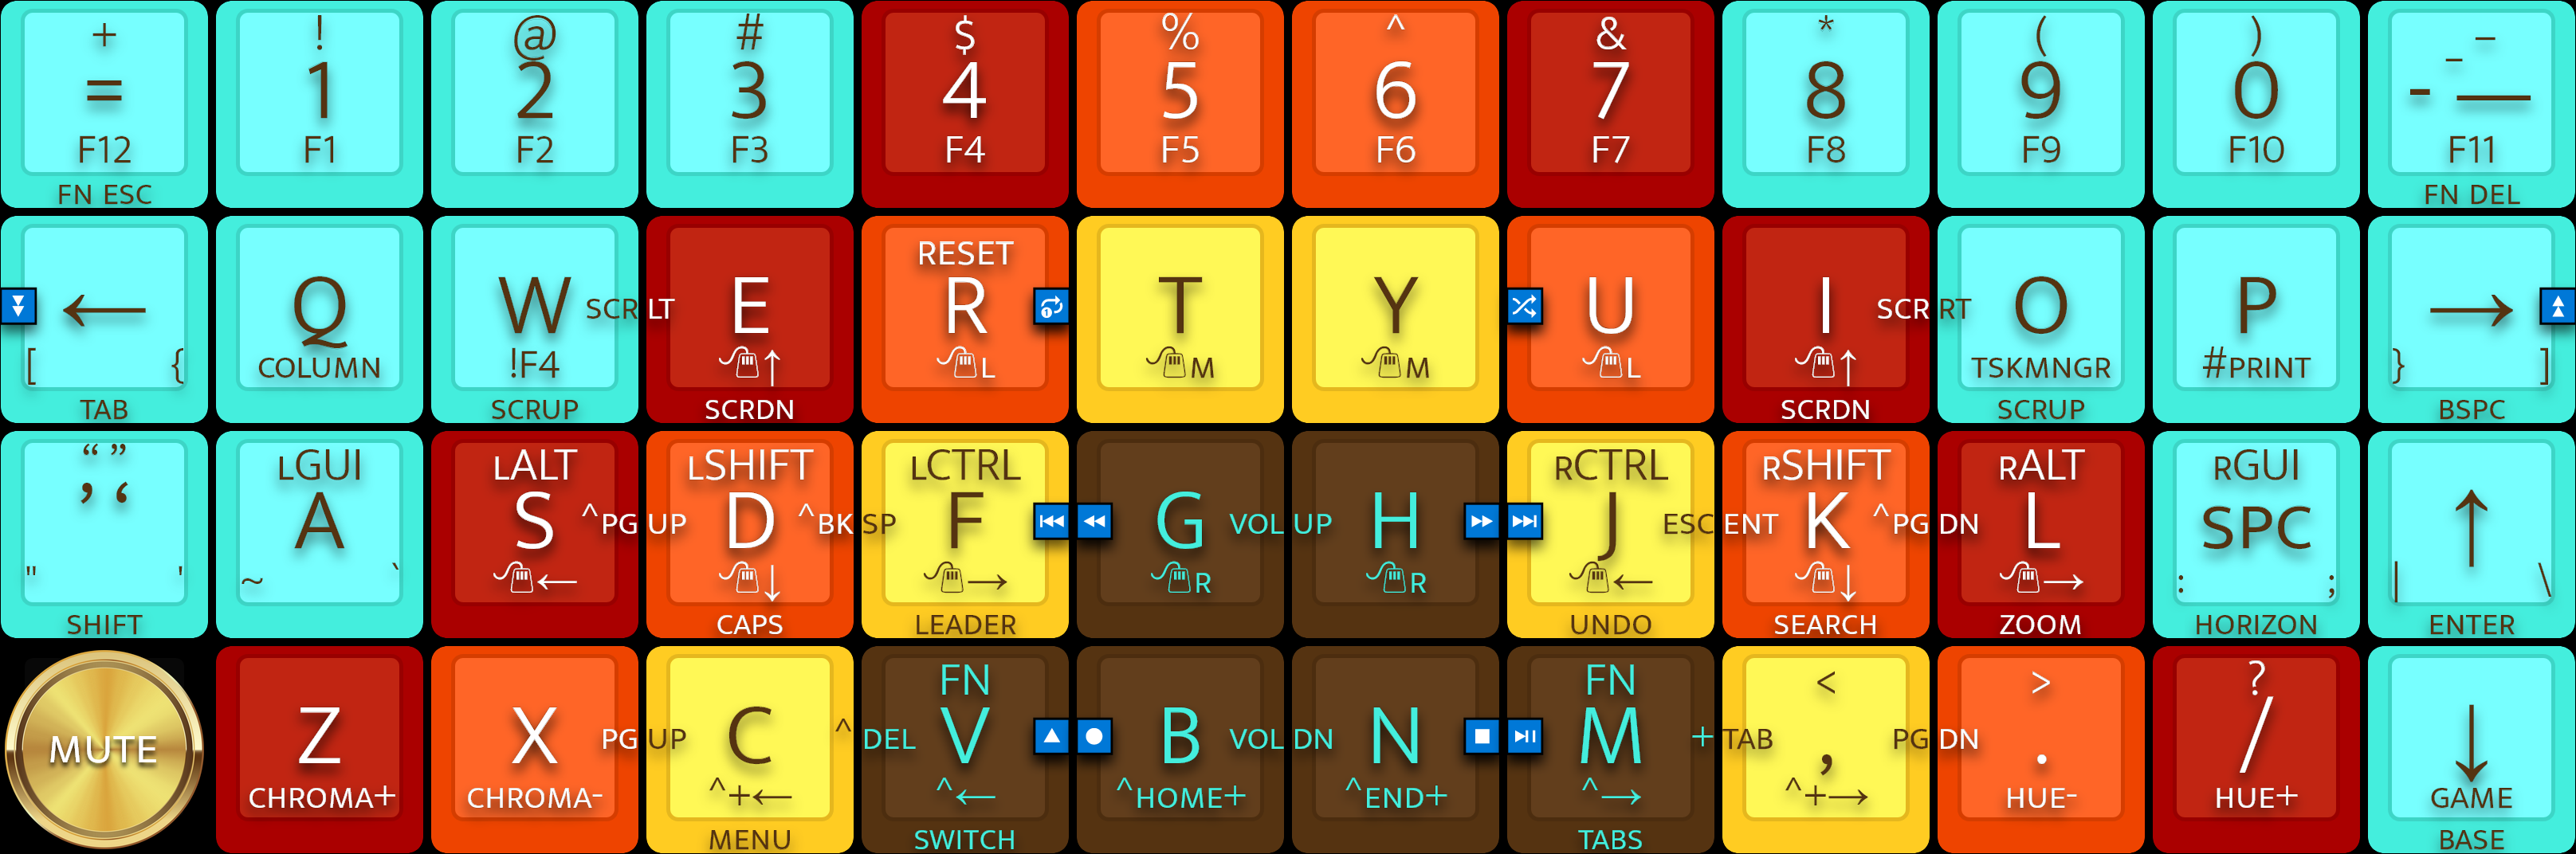 + ! @ # $ % ^ & * ( ) – _
= 1 2 3 4 5 6 7 8 9 0 - —
F12 F1 F2 F3 F4 F5 F6 F7 F8 F9 F10 F11
FN ESC FN DEL
RESET
← Q W SCR LT E R T Y U I SCR RT O P →
[ { COLUMN !F4 ↑ L M M L ↑ TSKMNGR #PRINT } ]
TAB SCRUP SCRDN SCRDN SCRUP BSPC
“ ” LGUI LALT LSHIFT LCTRL RCTRL RSHIFT RALT RGUI
’ ‘ A S ^PG UP D ^BK SP F G VOL UP H J ESC ENT K ^PG DN L SPC ↑
" ' ~ ` ← ↓ → R R ← ↓ → : ; | \
SHIFT CAPS LEADER UNDO SEARCH ZOOM HORIZON ENTER
FN FN < > ?
MUTE Z X PG UP C ^ DEL V B VOL DN N M + TAB , PG DN . / ↓
CHROMA+ CHROMA- ^+← ^← ^HOME+ ^END+ ^→ ^+→ HUE- HUE+ GAME
MENU SWITCH TABS BASE